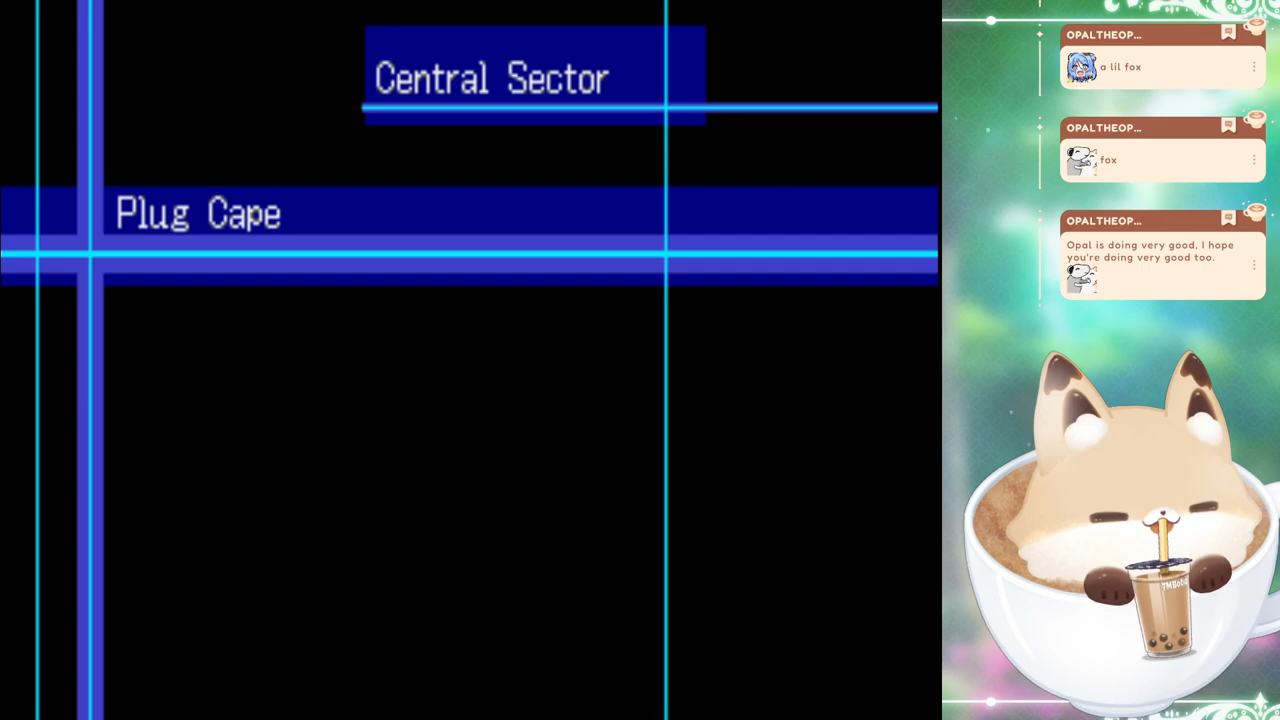 Central Sector
Plug Cape
OPALTHEOP...
a lil fox
OPALTHEOP...
fox
OPALTHEOP...
Opal is doing very good, I hope
you're doing very good too.
TMBoba